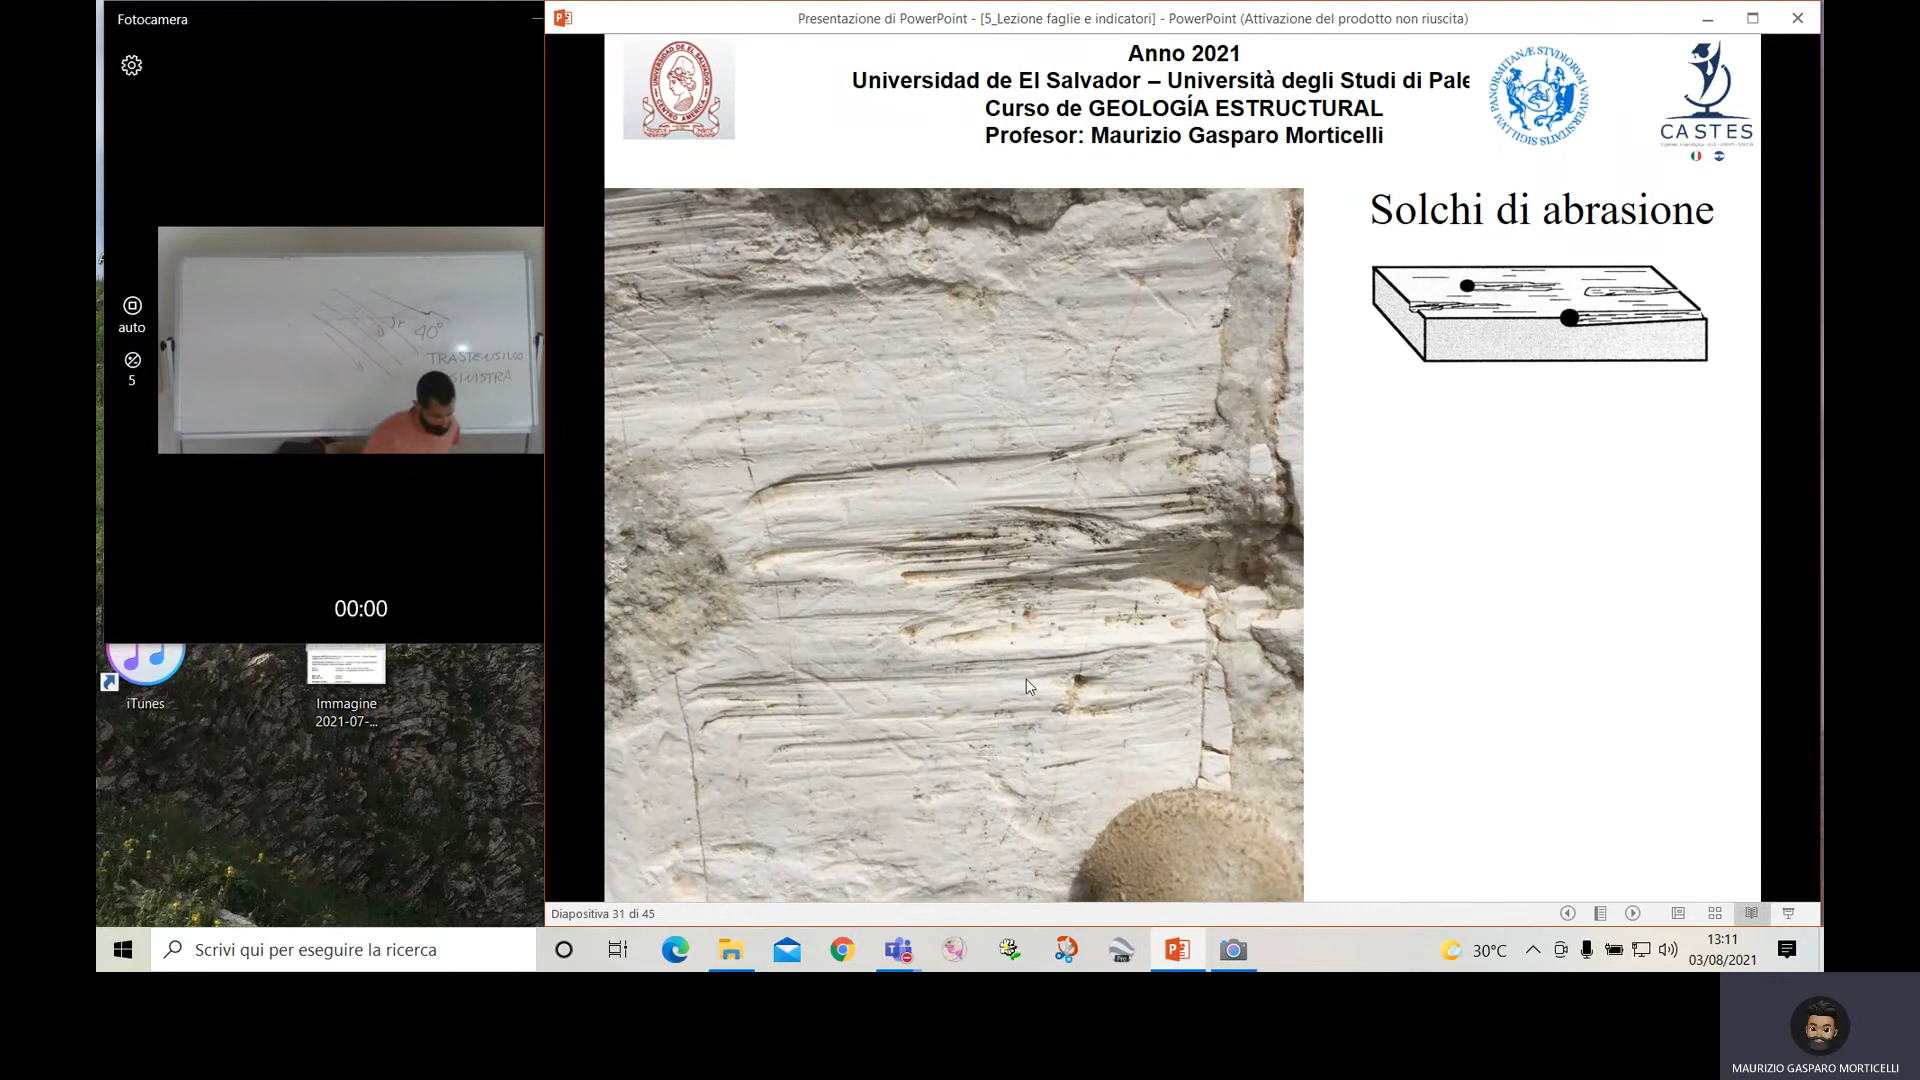 Fotocamera
auto
5
40°
TRASTENSIVO
SINISTRA
00:00
iTunes
Immagine
2021-07-...
Presentazione di PowerPoint - [5_Lezione faglie e indicatori] - PowerPoint (Attivazione del prodotto non riuscita)
Anno 2021
Universidad de El Salvador – Università degli Studi di Pale
Curso de GEOLOGÍA ESTRUCTURAL
Profesor: Maurizio Gasparo Morticelli
CASTES
Solchi di abrasione
Diapositiva 31 di 45
Scrivi qui per eseguire la ricerca
30°C
13:11
03/08/2021
MAURIZIO GASPARO MORTICELLI